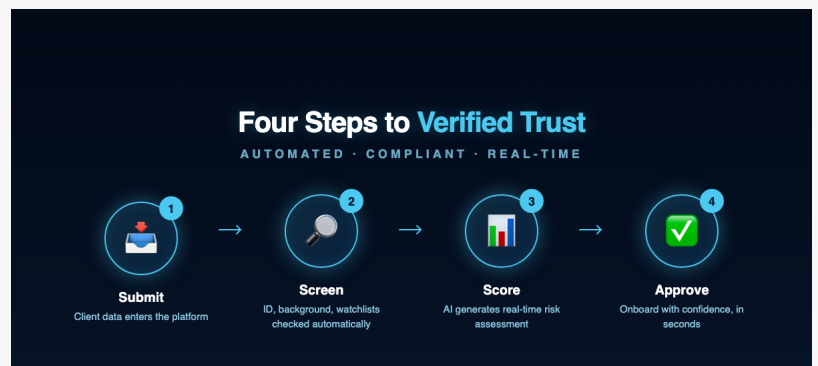 Four Steps to Verified Trust
AUTOMATED · COMPLIANT · REAL-TIME
1
Submit
Client data enters the platform
2
Screen
ID, background, watchlists
checked automatically
3
Score
AI generates real-time risk
assessment
4
Approve
Onboard with confidence, in
seconds